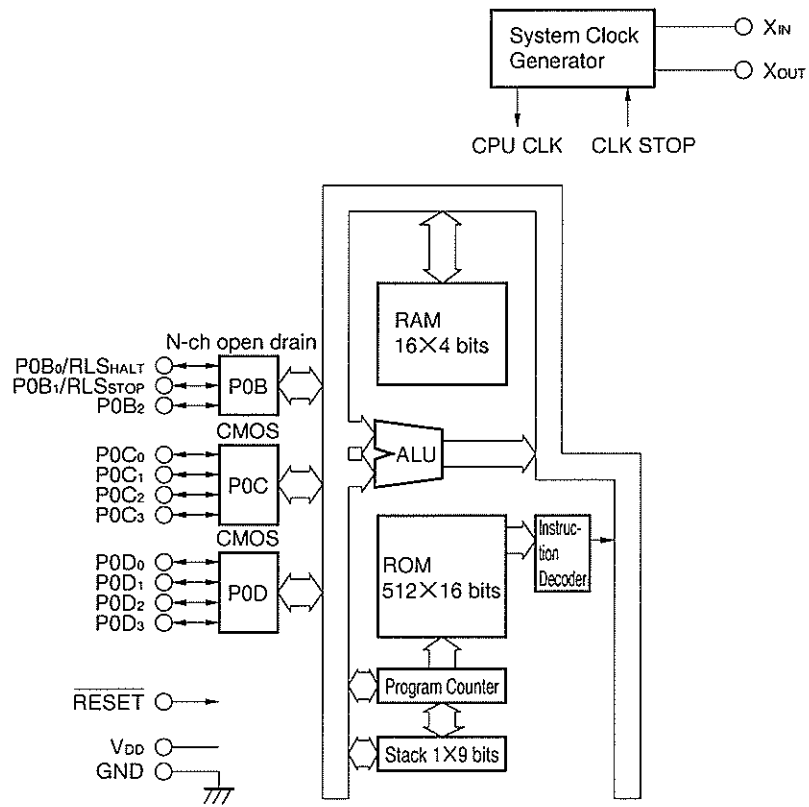 System Clock
Generator
XIN
XOUT
CPU CLK
CLK STOP
RAM
16×4 bits
N-ch open drain
P0B0/RLSHALT
P0B1/RLSSTOP
P0B2
P0B
CMOS
P0C0
P0C1
P0C2
P0C3
P0C
ALU
CMOS
P0D0
P0D1
P0D2
P0D3
P0D
ROM
512×16 bits
Instruc-
tion
Decoder
Program Counter
Stack 1×9 bits
RESET
VDD
GND